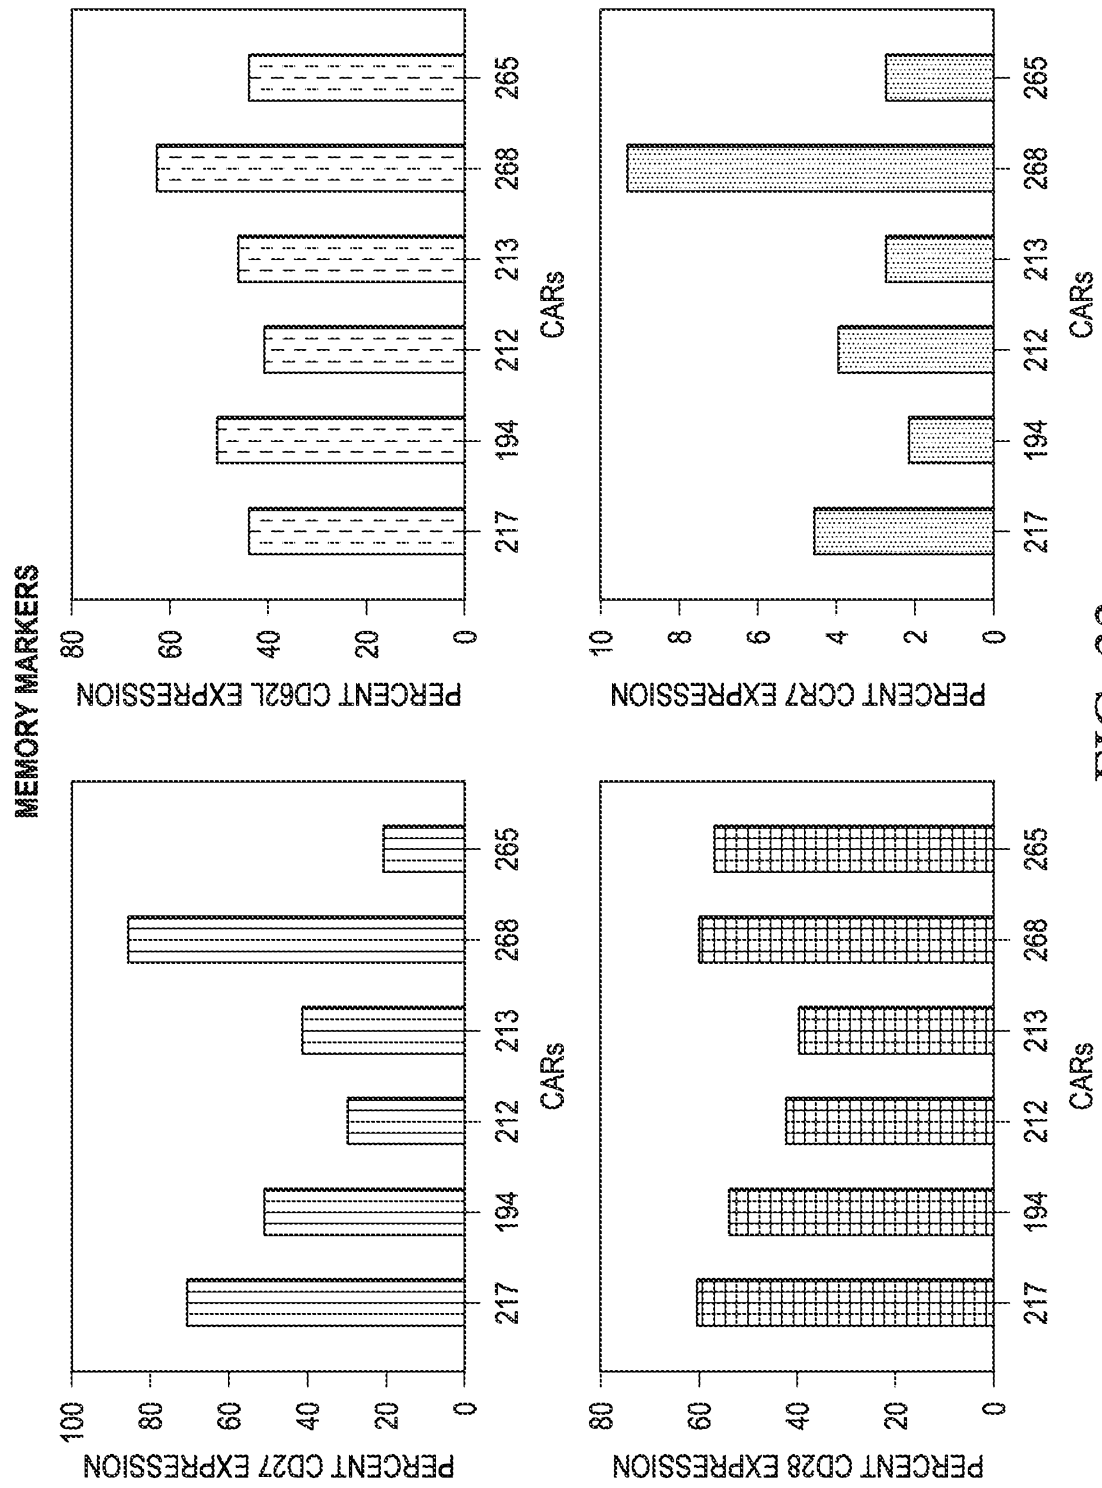 MEMORY MARKERS
PERCENT CD27 EXPRESSION
100
80
60
40
20
0
217 194 212 213 268 265
CARs
PERCENT CD62L EXPRESSION
80
60
40
20
0
217 194 212 213 268 265
CARs
PERCENT CD28 EXPRESSION
80
60
40
20
0
217 194 212 213 268 265
CARs
PERCENT CCR7 EXPRESSION
10
8
6
4
2
0
217 194 212 213 268 265
CARs
FIG.